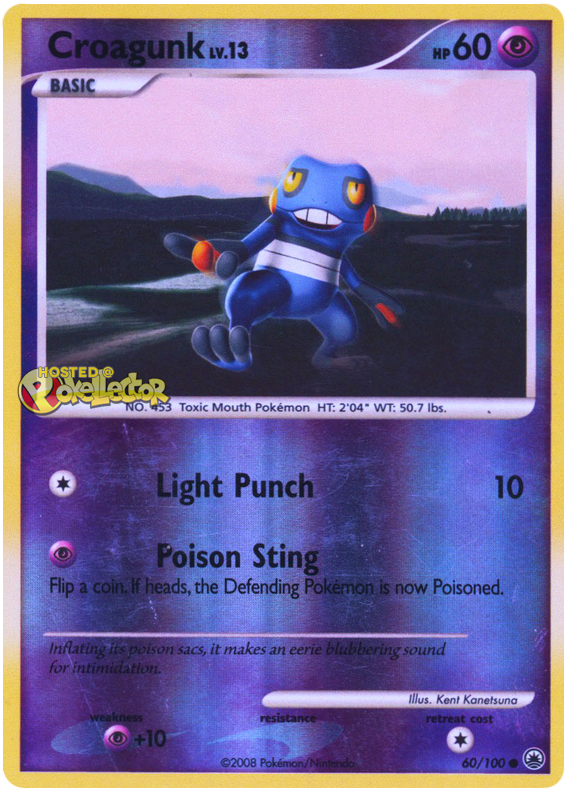 Croagunk LV.13
HP 60
BASIC
HOSTED @
Pokellector
NO. 453 Toxic Mouth Pokémon HT: 2'04" WT: 50.7 lbs.
Light Punch 10
Poison Sting
Flip a coin. If heads, the Defending Pokémon is now Poisoned.
Inflating its poison sacs, it makes an eerie blubbering sound
for intimidation.
Illus. Kent Kanetsuna
weakness resistance retreat cost
+10
©2008 Pokémon/Nintendo 60/100